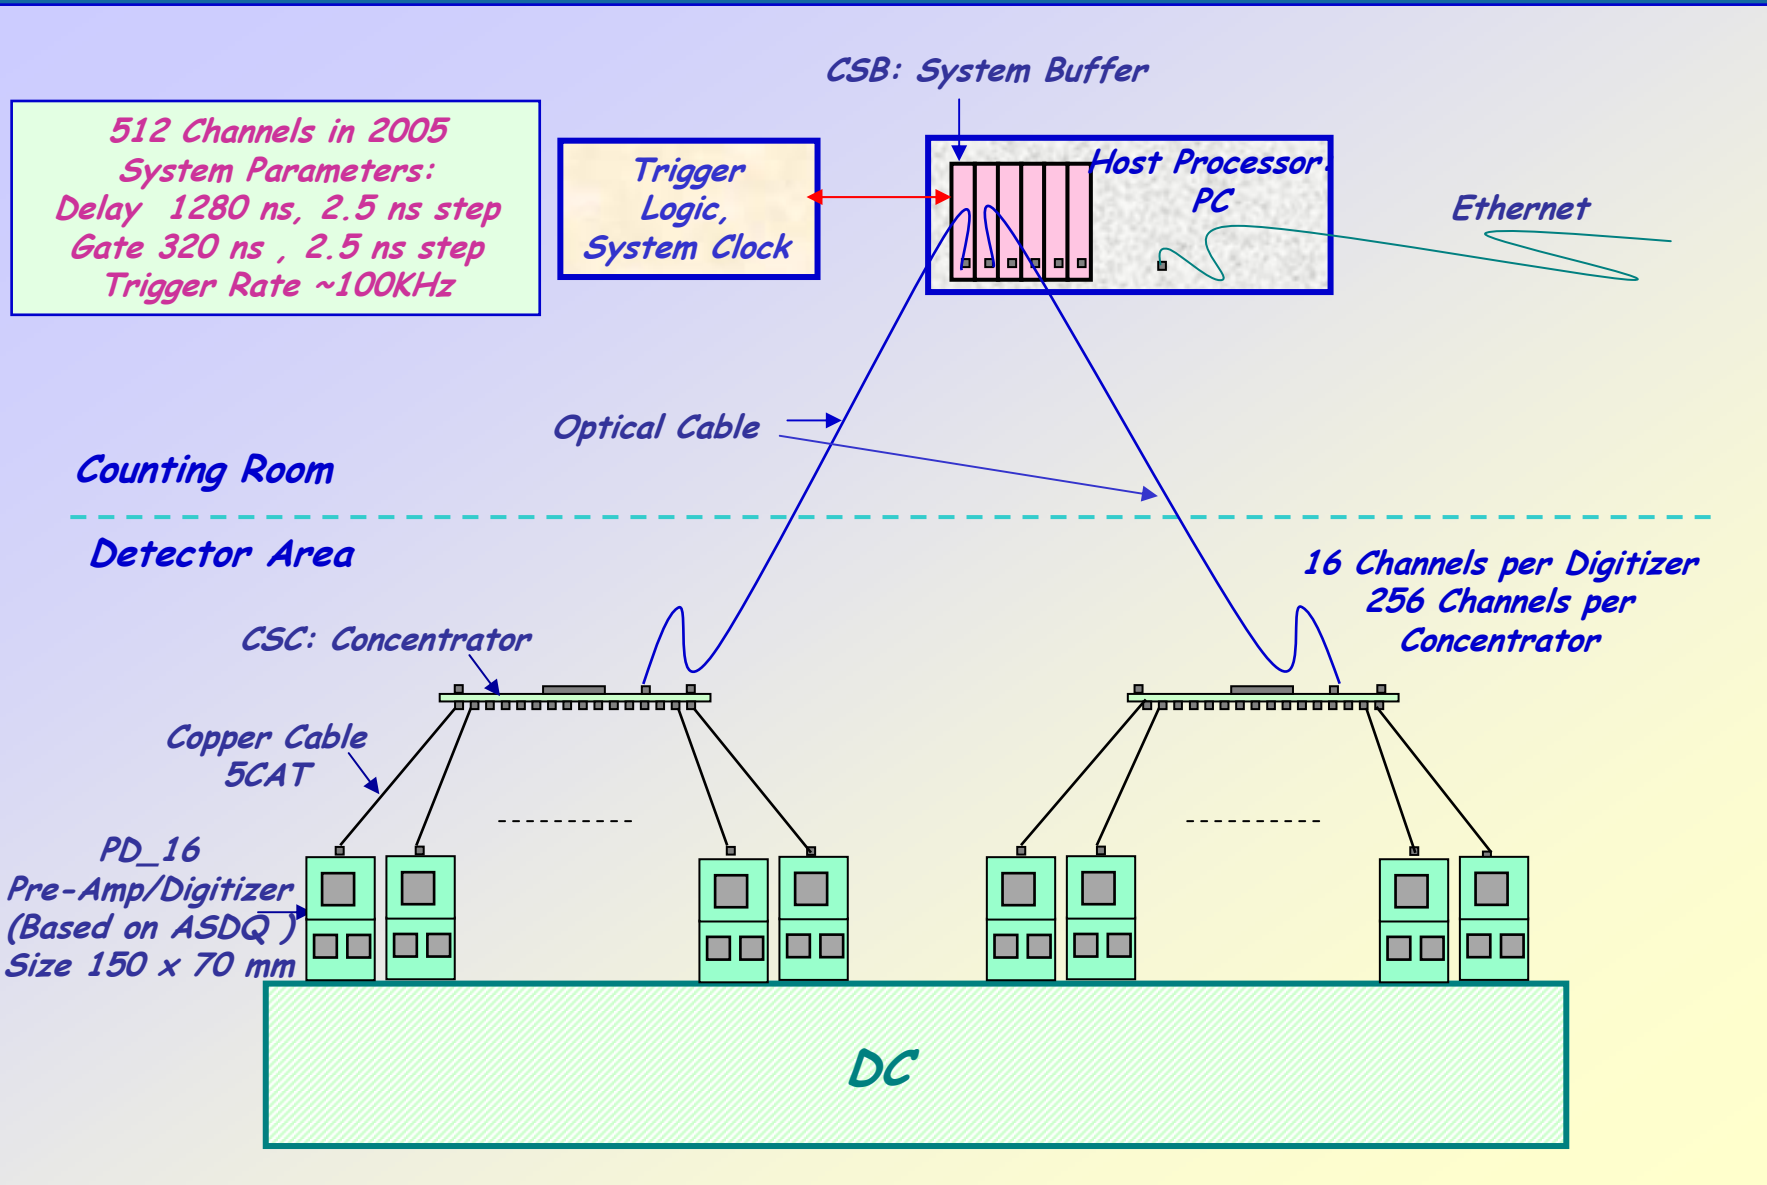 CSB: System Buffer
512 Channels in 2005
System Parameters:
Delay 1280 ns, 2.5 ns step
Gate 320 ns , 2.5 ns step
Trigger Rate ~100KHz
Trigger
Logic,
System Clock
Host Processor:
PC
Ethernet
Optical Cable
Counting Room
Detector Area
16 Channels per Digitizer
256 Channels per
Concentrator
CSC: Concentrator
Copper Cable
5CAT
PD_16
Pre-Amp/Digitizer
(Based on ASDQ )
Size 150 x 70 mm
DC